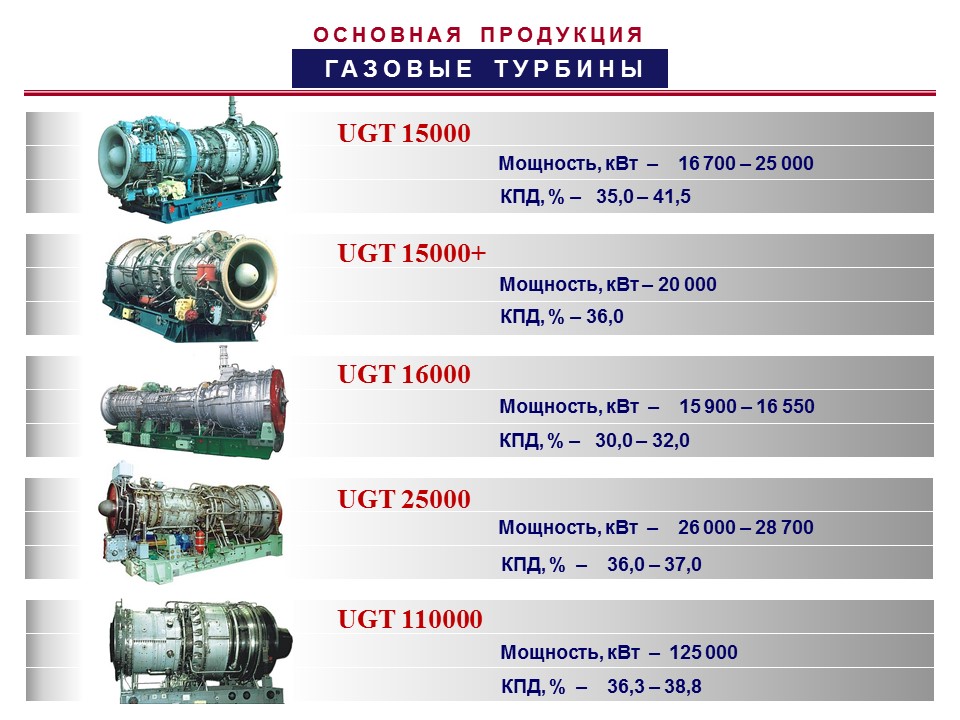 ОСНОВНАЯ ПРОДУКЦИЯ
ГАЗОВЫЕ ТУРБИНЫ
UGT 15000
Мощность, кВт – 16 700 – 25 000
КПД, % – 35,0 – 41,5
UGT 15000+
Мощность, кВт – 20 000
КПД, % – 36,0
UGT 16000
Мощность, кВт – 15 900 – 16 550
КПД, % – 30,0 – 32,0
UGT 25000
Мощность, кВт – 26 000 – 28 700
КПД, % – 36,0 – 37,0
UGT 110000
Мощность, кВт – 125 000
КПД, % – 36,3 – 38,8